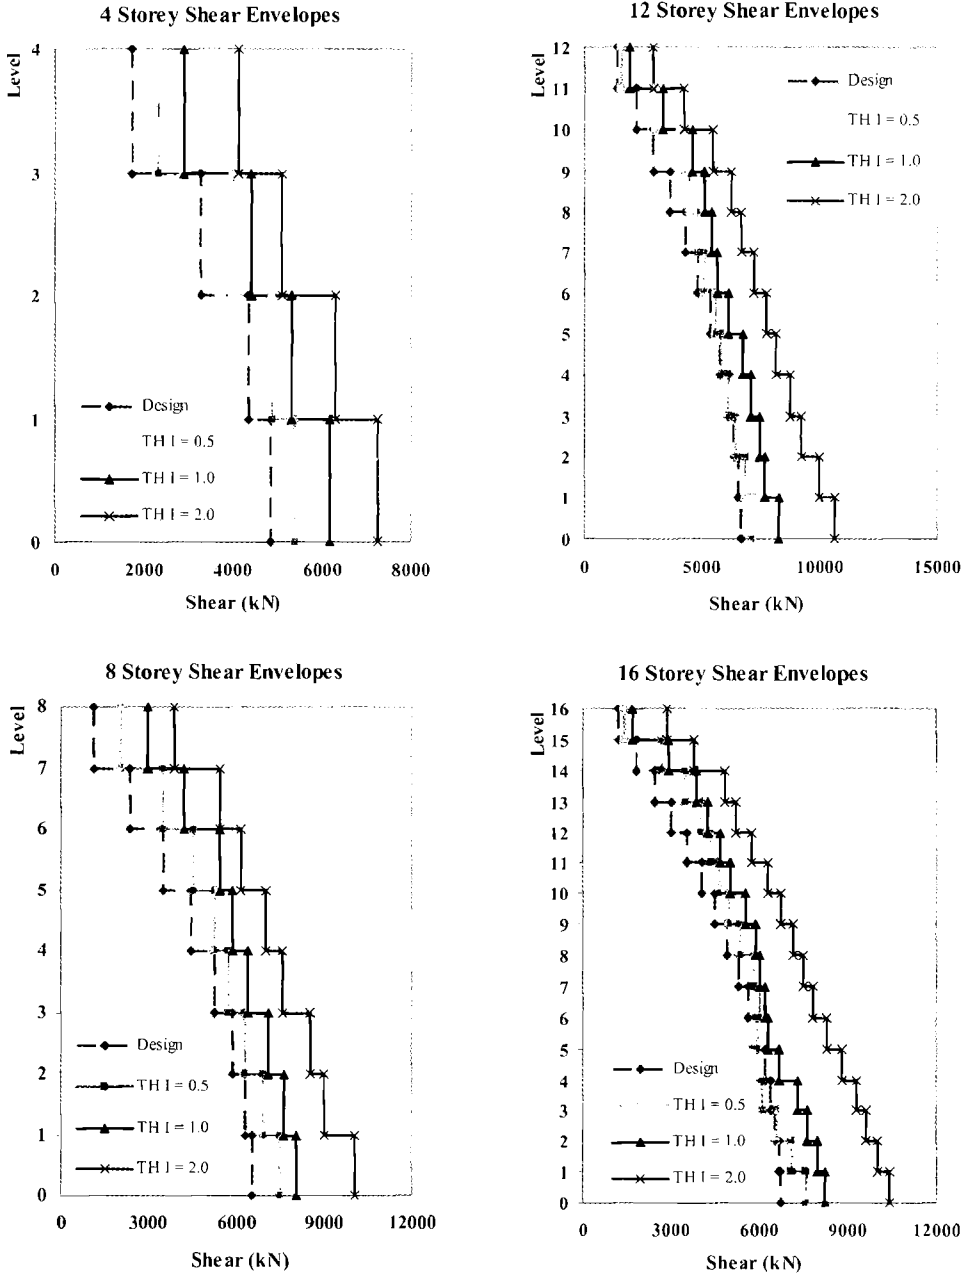 4 Storey Shear Envelopes
Level
4
3
2
1
0
Design
TH I = 0.5
TH I = 1.0
TH I = 2.0
0 2000 4000 6000 8000
Shear (kN)
12 Storey Shear Envelopes
Level
12
11
10
9
8
7
6
5
4
3
2
1
0
Design
TH I = 0.5
TH I = 1.0
TH I = 2.0
0 5000 10000 15000
Shear (kN)
8 Storey Shear Envelopes
Level
8
7
6
5
4
3
2
1
0
Design
TH I = 0.5
TH I = 1.0
TH I = 2.0
0 3000 6000 9000 12000
Shear (kN)
16 Storey Shear Envelopes
Level
16
15
14
13
12
11
10
9
8
7
6
5
4
3
2
1
0
Design
TH I = 0.5
TH I = 1.0
TH I = 2.0
0 3000 6000 9000 12000
Shear (kN)